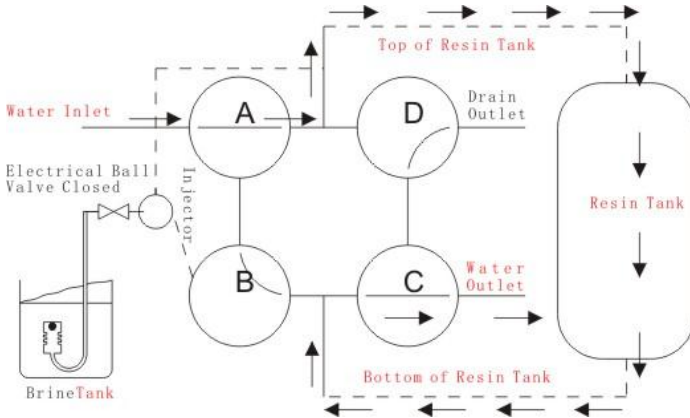 Top of Resin Tank
Water Inlet
A
D
Drain
Outlet
Electrical Ball
Valve Closed
Injector
Resin Tank
B
C
Water
Outlet
Bottom of Resin Tank
BrineTank